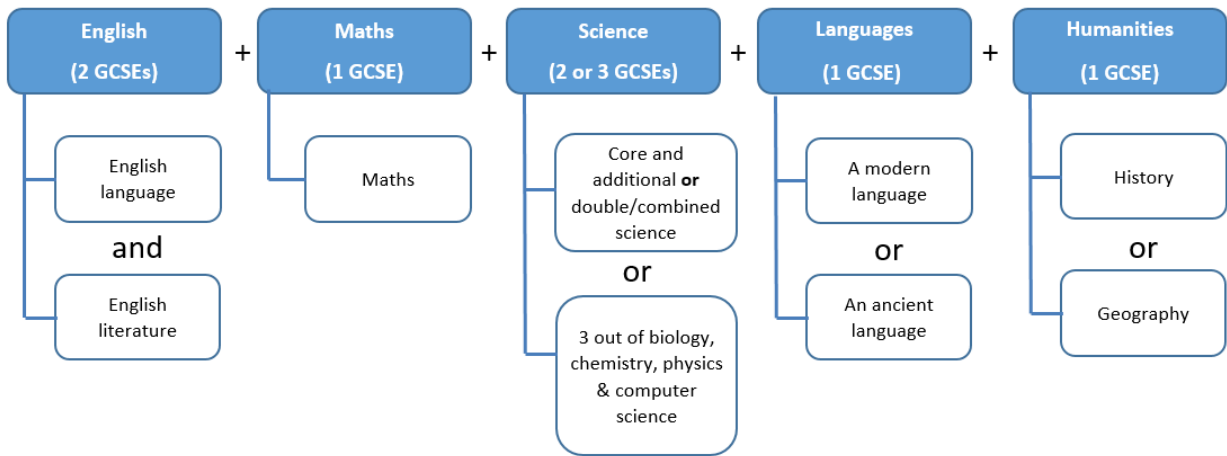 English
(2 GCSEs)
+
Maths
(1 GCSE)
+
Science
(2 or 3 GCSEs)
+
Languages
(1 GCSE)
+
Humanities
(1 GCSE)
English
language
and
English
literature
Maths
Core and
additional or
double/combined
science
or
3 out of biology,
chemistry, physics
& computer
science
A modern
language
or
An ancient
language
History
or
Geography